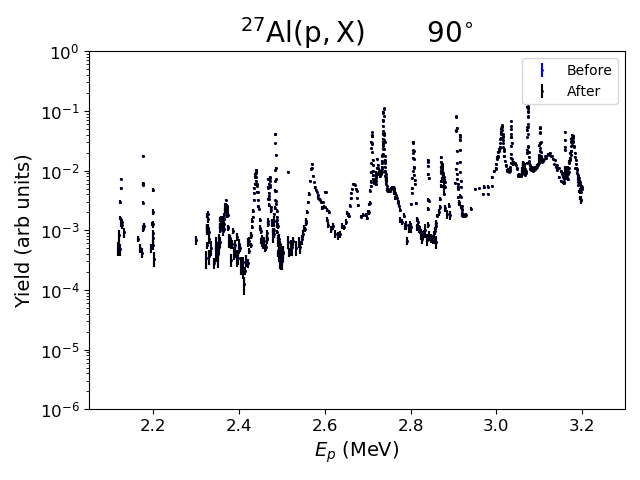 ²⁷Al(p, X) 90°
Before
After
Yield (arb units)
10⁰
10⁻¹
10⁻²
10⁻³
10⁻⁴
10⁻⁵
10⁻⁶
2.2 2.4 2.6 2.8 3.0 3.2
Eₚ (MeV)